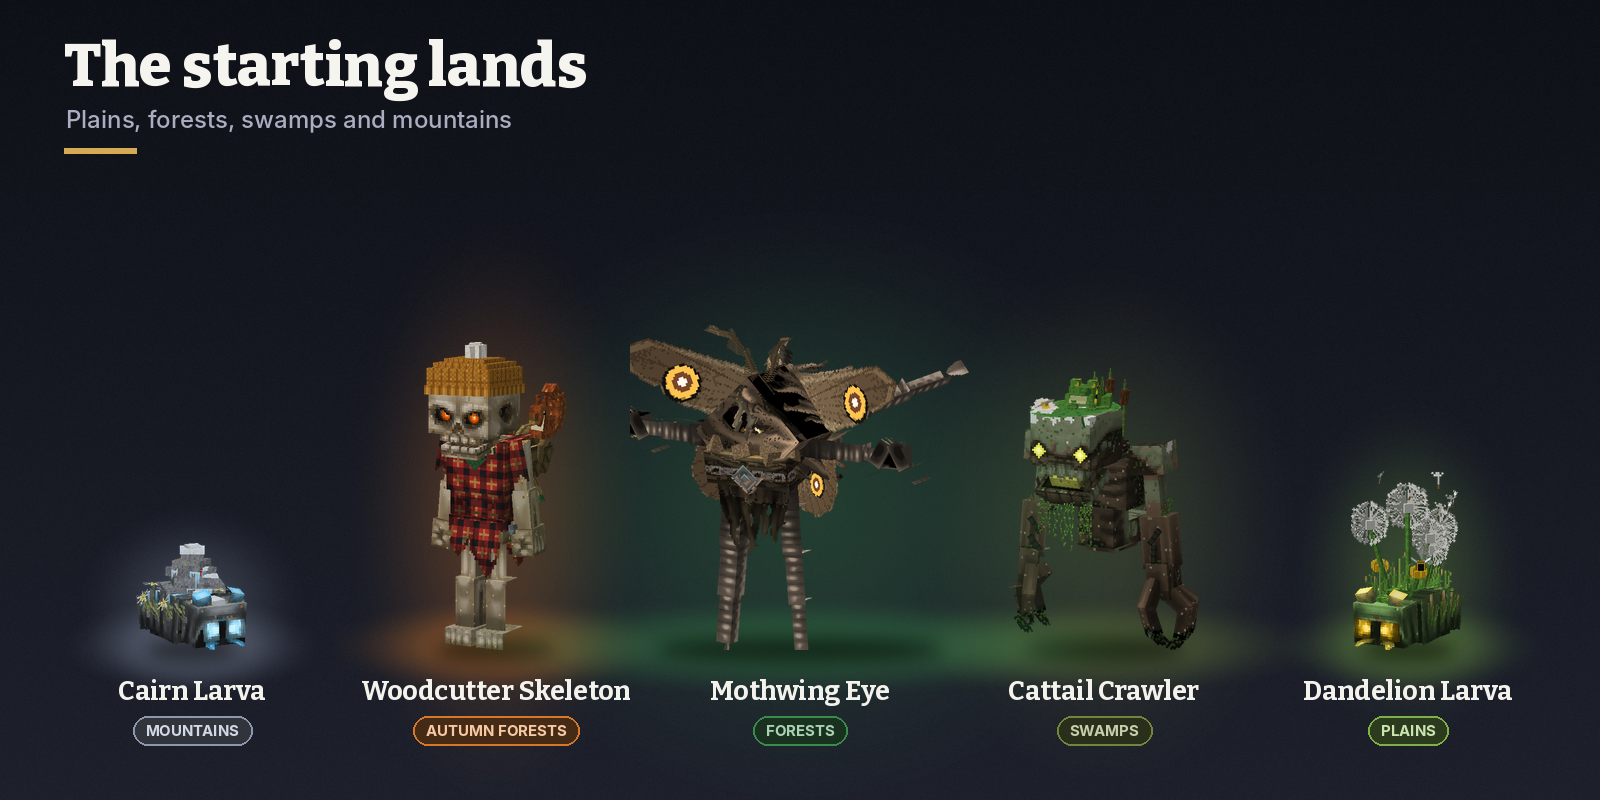 The starting lands
Plains, forests, swamps and mountains
Cairn Larva
MOUNTAINS
Woodcutter Skeleton
AUTUMN FORESTS
Mothwing Eye
FORESTS
Cattail Crawler
SWAMPS
Dandelion Larva
PLAINS